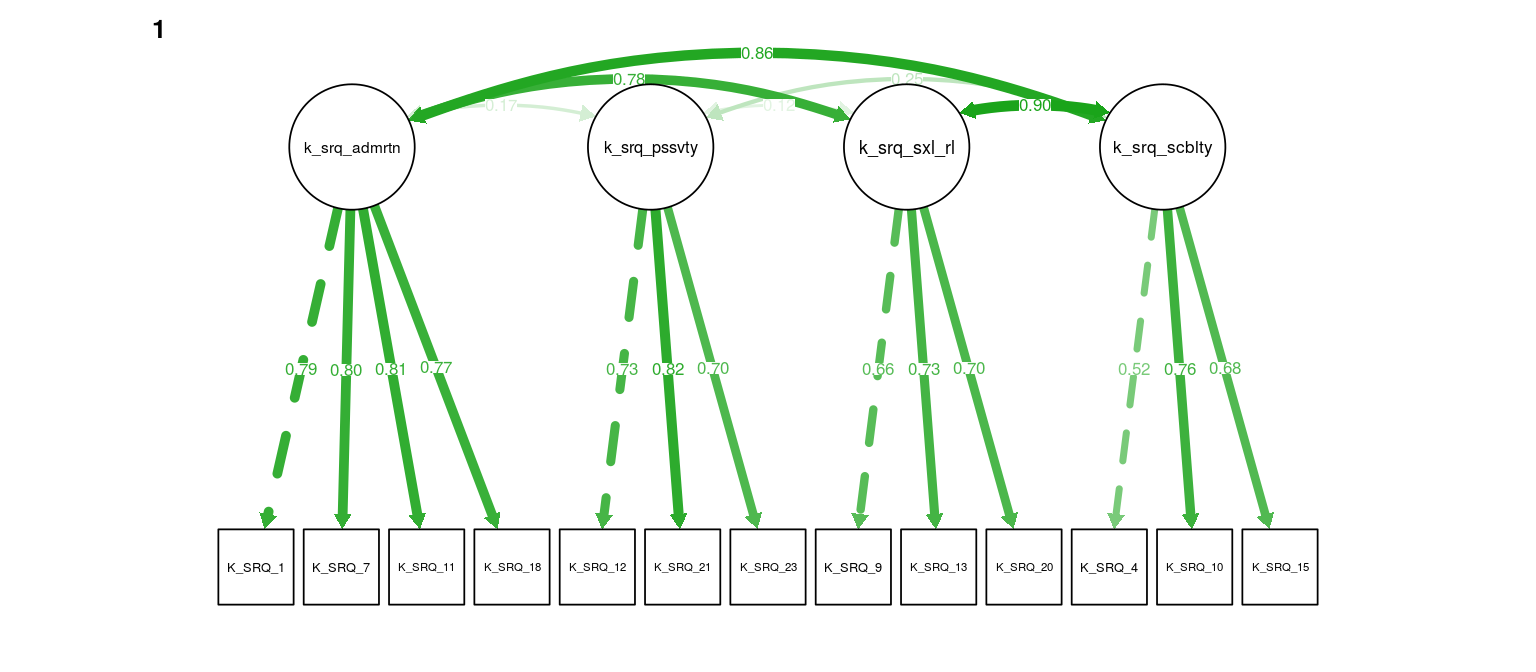 1
0.86
0.78
0.25
0.17
0.12
0.90
k_srq_admrtn
k_srq_pssvty
k_srq_sxl_rl
k_srq_scblty
0.79 0.80 0.81 0.77 0.73 0.82 0.70 0.66 0.73 0.70 0.52 0.76 0.68
K_SRQ_1 K_SRQ_7 K_SRQ_11 K_SRQ_18 K_SRQ_12 K_SRQ_21 K_SRQ_23 K_SRQ_9 K_SRQ_13 K_SRQ_20 K_SRQ_4 K_SRQ_10 K_SRQ_15